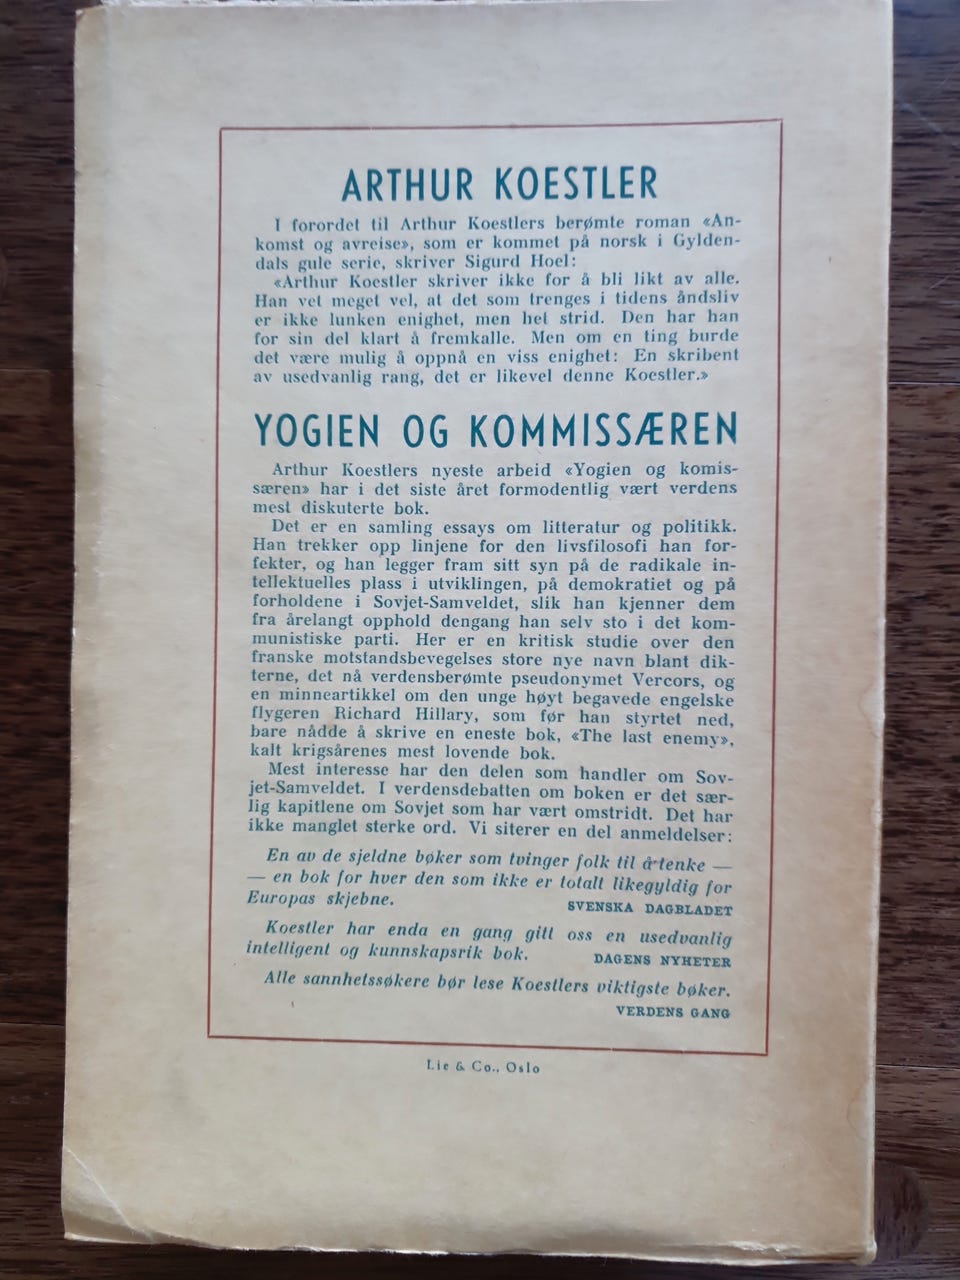 ARTHUR KOESTLER
I forordet til Arthur Koestlers berømte roman «An-
komst og avreise», som er kommet på norsk i Gylden-
dals gule serie, skriver Sigurd Hoel:
«Arthur Koestler skriver ikke for å bli likt av alle.
Han vet meget vel, at det som trenges i tidens åndsliv
er ikke lunken enighet, men het strid. Den har han
for sin del klart å fremkalle. Men om en ting burde
det være mulig å oppnå en viss enighet: En skribent
av usedvanlig rang, det er likevel denne Koestler.»
YOGIEN OG KOMMISSÆREN
Arthur Koestlers nyeste arbeid «Yogien og komis-
særen» har i det siste året formodentlig vært verdens
mest diskuterte bok.
Det er en samling essays om litteratur og politikk.
Han trekker opp linjene for den livsfilosofi han for-
fekter, og han legger fram sitt syn på de radikale in-
tellektuelles plass i utviklingen, på demokratiet og på
forholdene i Sovjet-Samveldet, slik han kjenner dem
fra årelangt opphold dengang han selv sto i det kom-
munistiske parti. Her er en kritisk studie over den
franske motstandsbevegelses store nye navn blant dik-
terne, det nå verdensberømte pseudonymet Vercors, og
en minneartikkel om den unge høyt begavede engelske
flygeren Richard Hillary, som før han styrtet ned,
bare nådde å skrive en eneste bok, «The last enemy»,
kalt krigsårenes mest lovende bok.
Mest interesse har den delen som handler om Sov-
jet-Samveldet. I verdensdebatten om boken er det sær-
lig kapitlene om Sovjet som har vært omstridt. Det har
ikke manglet sterke ord. Vi siterer en del anmeldelser:
En av de sjeldne bøker som tvinger folk til å tenke —
— en bok for hver den som ikke er totalt likegyldig for
Europas skjebne. SVENSKA DAGBLADET
Koestler har enda en gang gitt oss en usedvanlig
intelligent og kunnskapsrik bok. DAGENS NYHETER
Alle sannhetssøkere bør lese Koestlers viktigste bøker.
VERDENS GANG
Lie & Co., Oslo